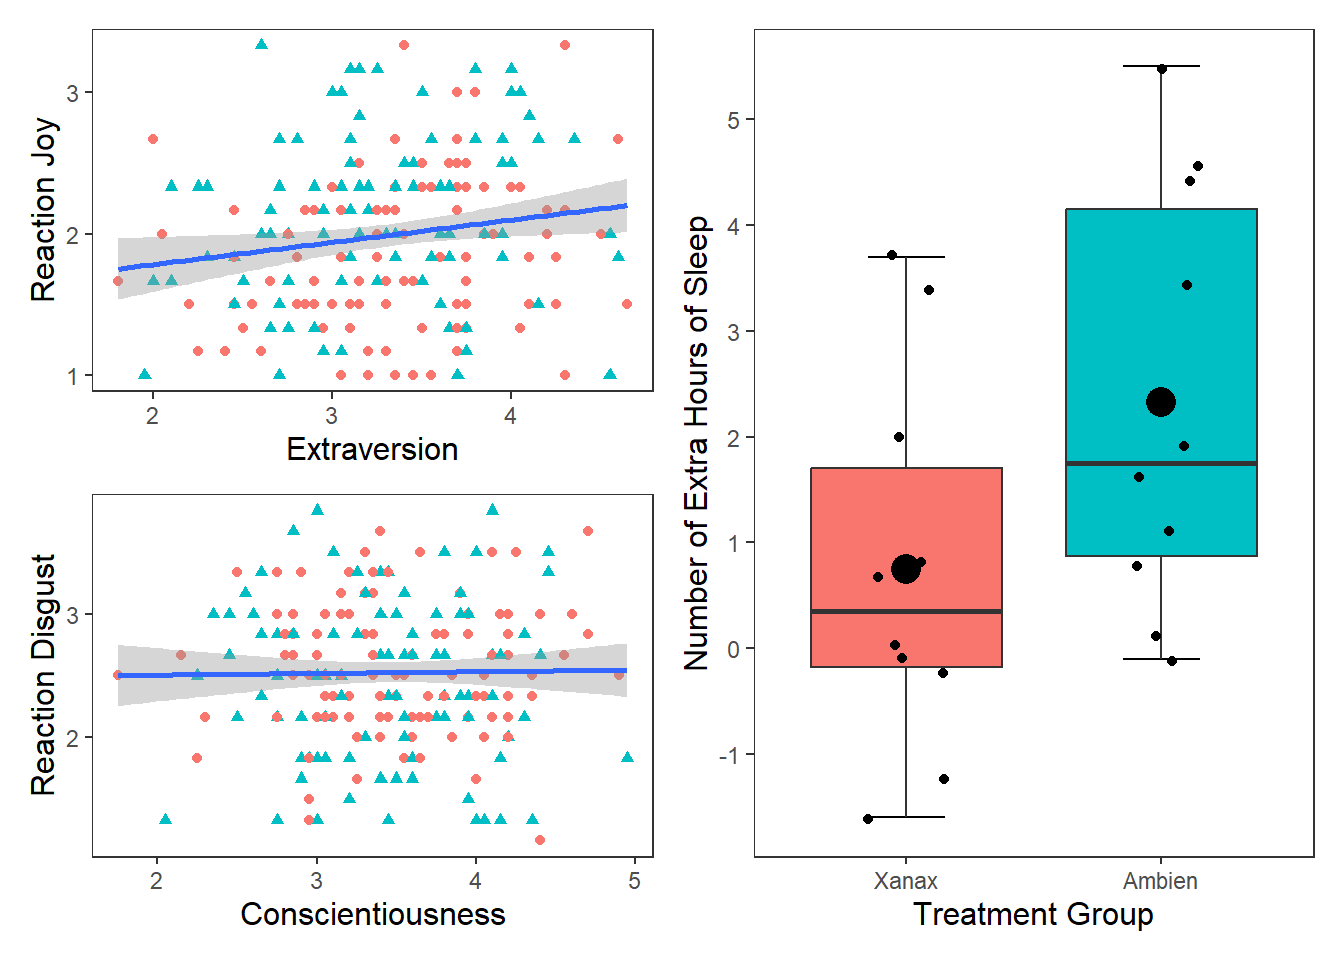 Reaction Joy
3
2
1
2 3 4
Extraversion
Reaction Disgust
3
2
2 3 4 5
Conscientiousness
Number of Extra Hours of Sleep
5
4
3
2
1
0
-1
Xanax Ambien
Treatment Group